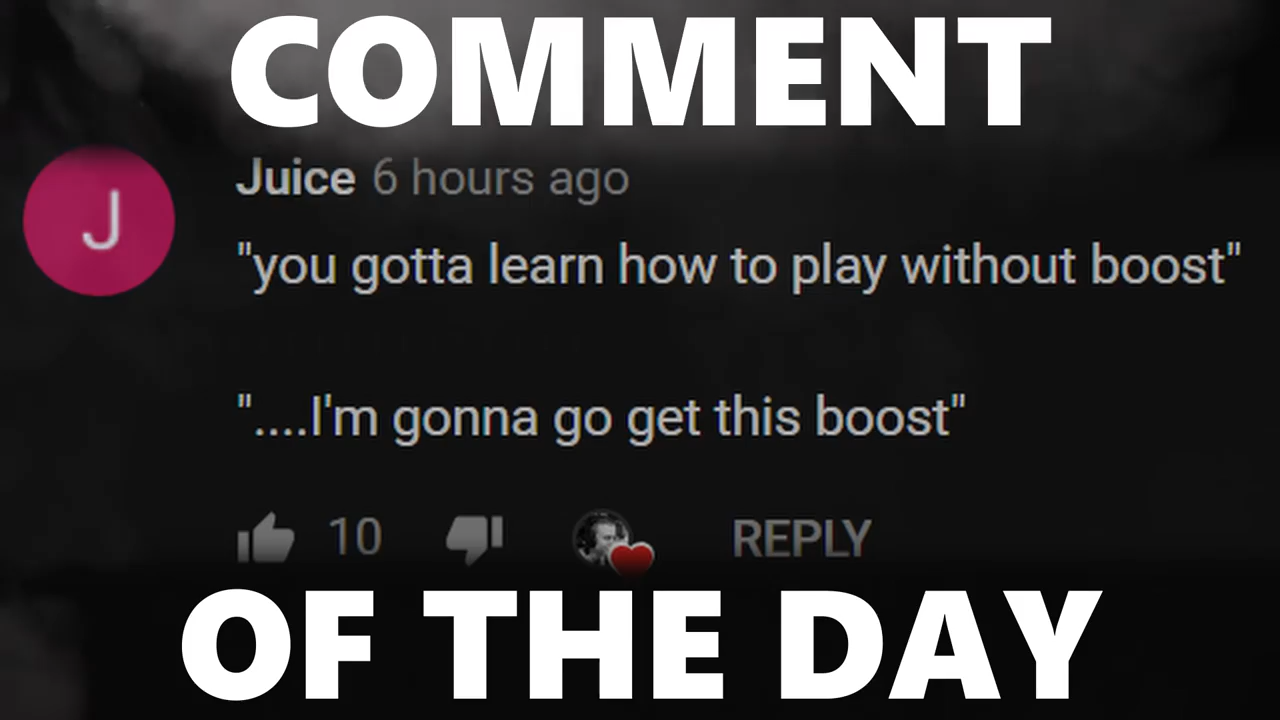 COMMENT
J
Juice 6 hours ago
"you gotta learn how to play without boost"
"....I'm gonna go get this boost"
10 REPLY
OF THE DAY